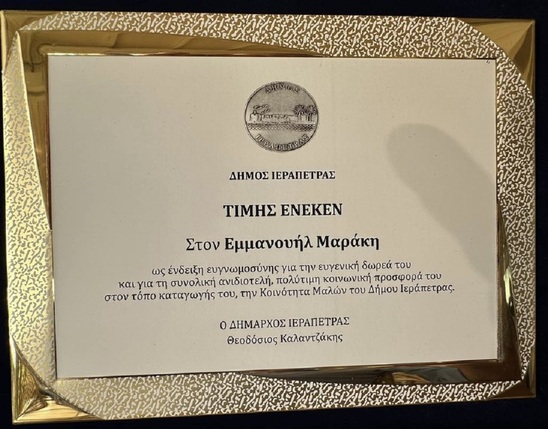 ΔΗΜΟΣ ΙΕΡΑΠΕΤΡΑΣ
ΤΙΜΗΣ ΕΝΕΚΕΝ
Στον Εμμανουήλ Μαράκη
ως ένδειξη ευγνωμοσύνης για την ευγενική δωρεά του
και για τη συνολική ανιδιοτελή, πολύτιμη κοινωνική προσφορά του
στον τόπο καταγωγής του, την Κοινότητα Μαλών του Δήμου Ιεράπετρας.
Ο ΔΗΜΑΡΧΟΣ ΙΕΡΑΠΕΤΡΑΣ
Θεοδόσιος Καλαντζάκης